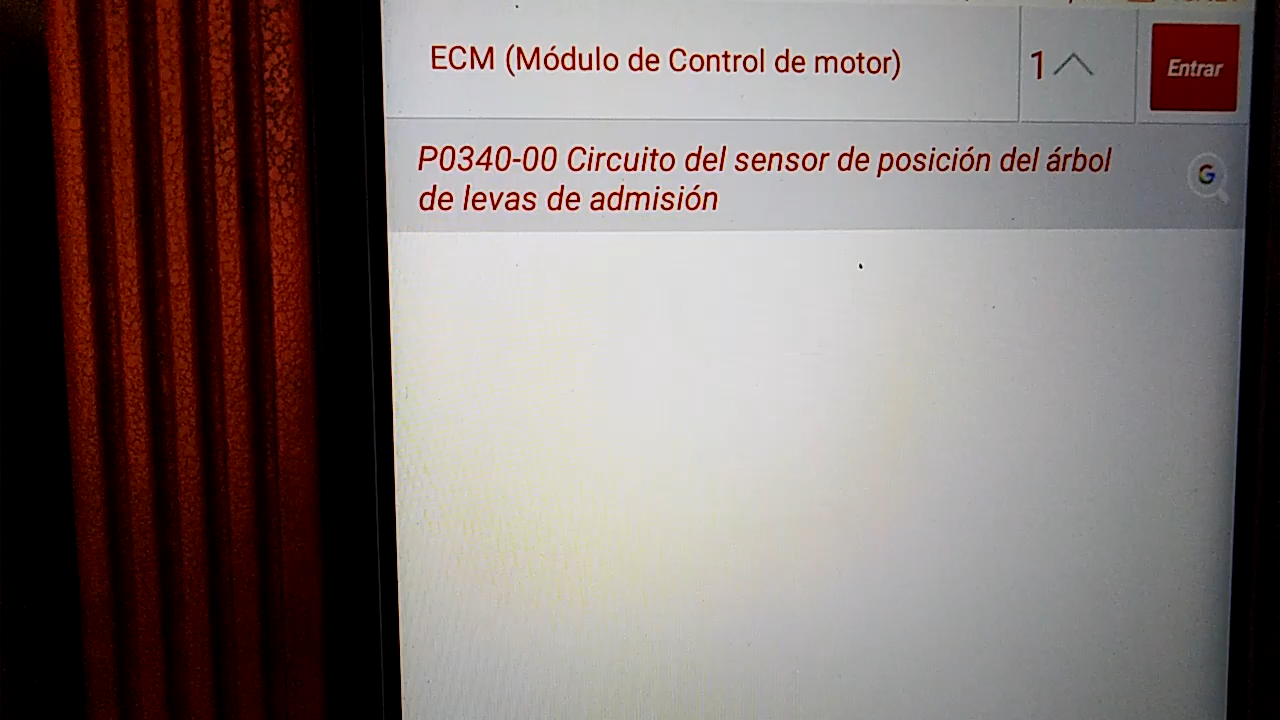 ECM (Módulo de Control de motor)
1
Entrar
P0340-00 Circuito del sensor de posición del árbol
de levas de admisión
G